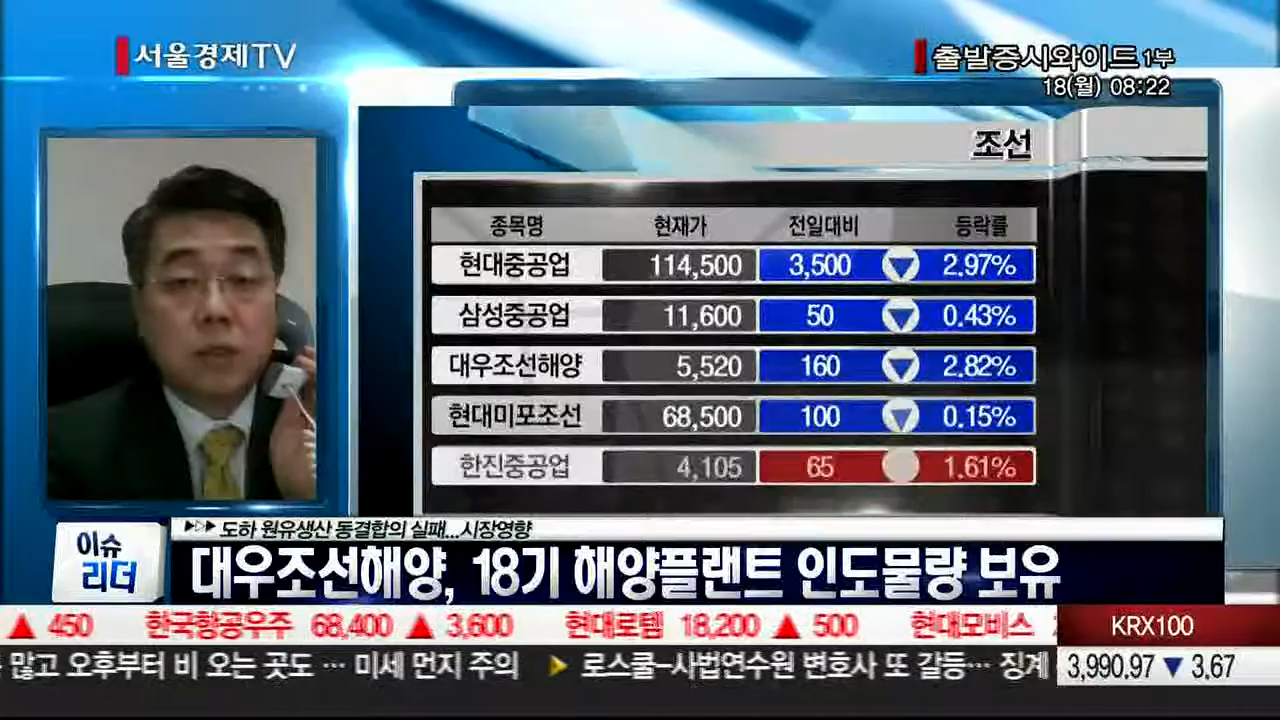 서울경제TV
출발증시와이드 1부
18(월) 08:22
조선
종목명 현재가 전일대비 등락률
현대중공업 114,500 3,500 ▼ 2.97%
삼성중공업 11,600 50 ▼ 0.43%
대우조선해양 5,520 160 ▼ 2.82%
현대미포조선 68,500 100 ▼ 0.15%
한진중공업 4,105 65 1.61%
이슈
리더
도하 원유생산 동결합의 실패...시장영향
대우조선해양, 18기 해양플랜트 인도물량 보유
▲ 450 한국항공우주 68,400 ▲ 3,600 현대로템 18,200 ▲ 500 현대모비스
KRX100
많고 오후부터 비 오는 곳도… 미세 먼지 주의 ▶ 로스쿨-사법연수원 변호사 또 갈등… 징계
3,990.97 ▼ 3.67